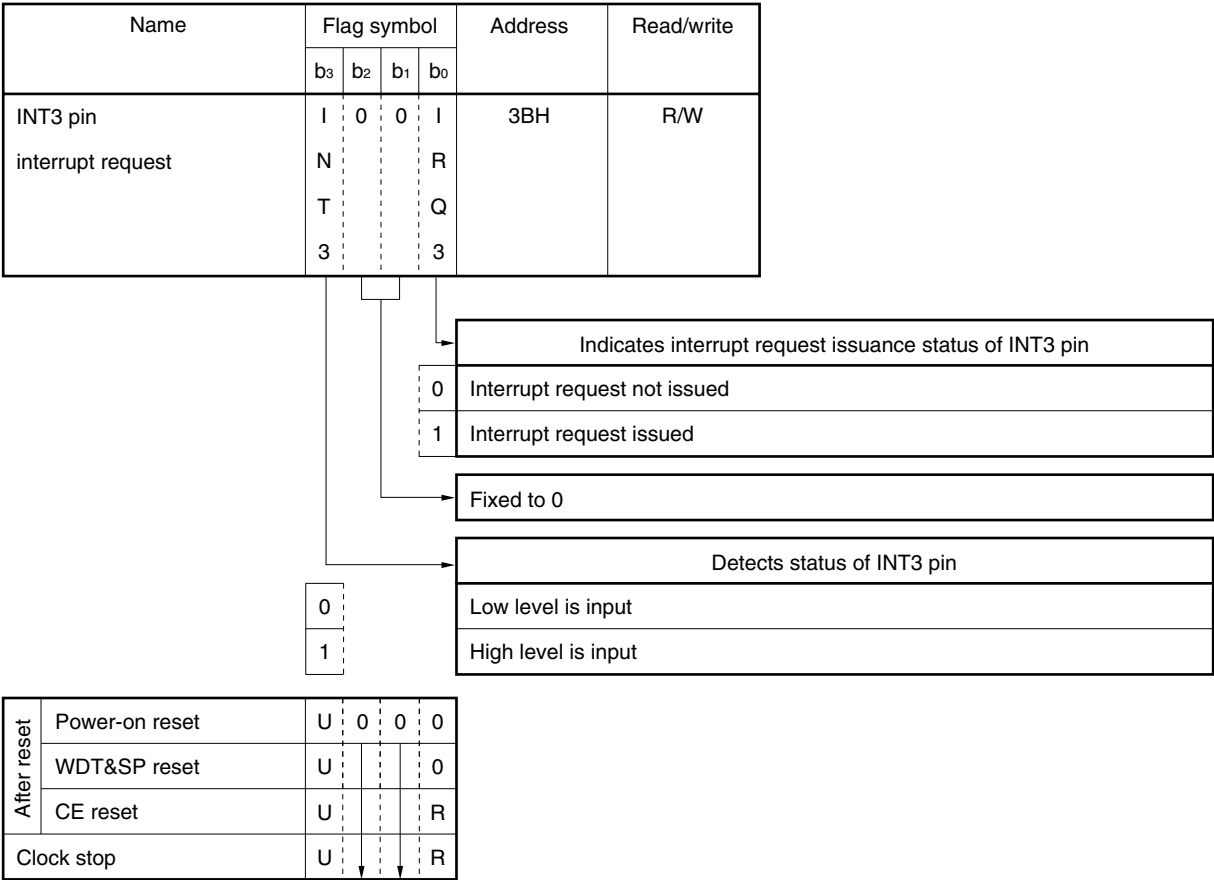 Name Flag symbol Address Read/write
b3 b2 b1 b0
INT3 pin I 0 0 I 3BH R/W
interrupt request N R
T Q
3 3
Indicates interrupt request issuance status of INT3 pin
0 Interrupt request not issued
1 Interrupt request issued
Fixed to 0
Detects status of INT3 pin
0 Low level is input
1 High level is input
After reset
Power-on reset U 0 0 0
WDT&SP reset U 0
CE reset U R
Clock stop U R